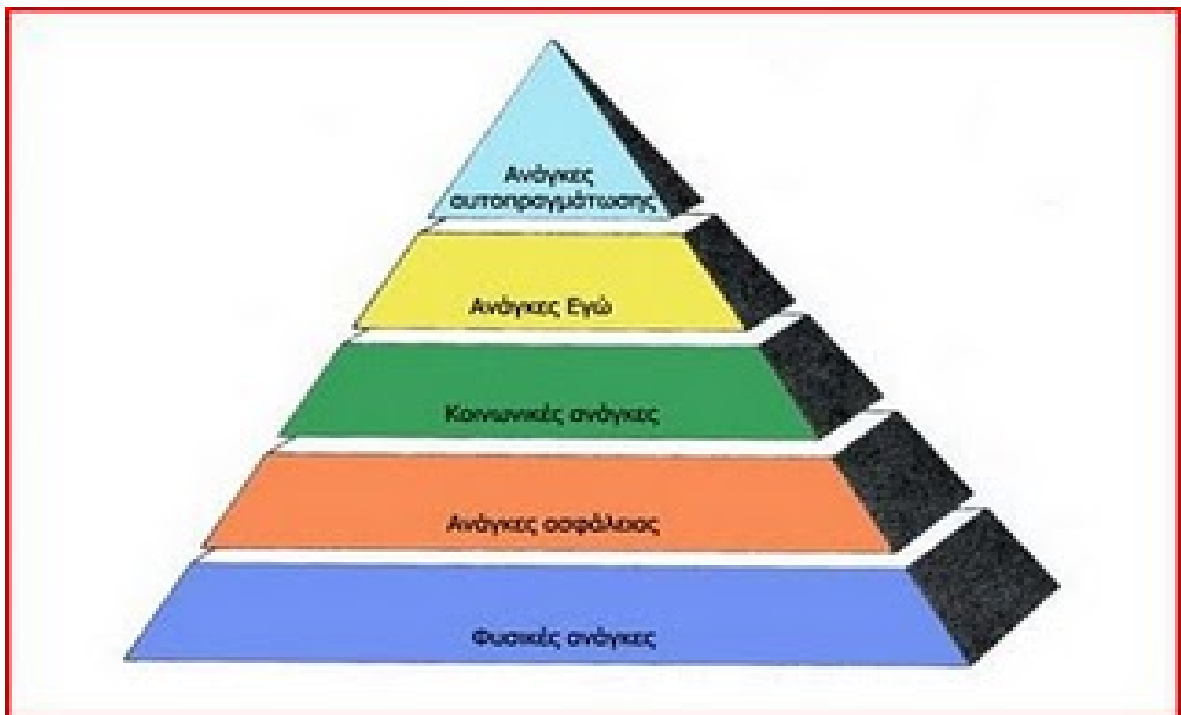 Ανάγκες
αυτοπραγμάτωσης
Ανάγκες Εγώ
Κοινωνικές ανάγκες
Ανάγκες ασφάλειας
Φυσικές ανάγκες